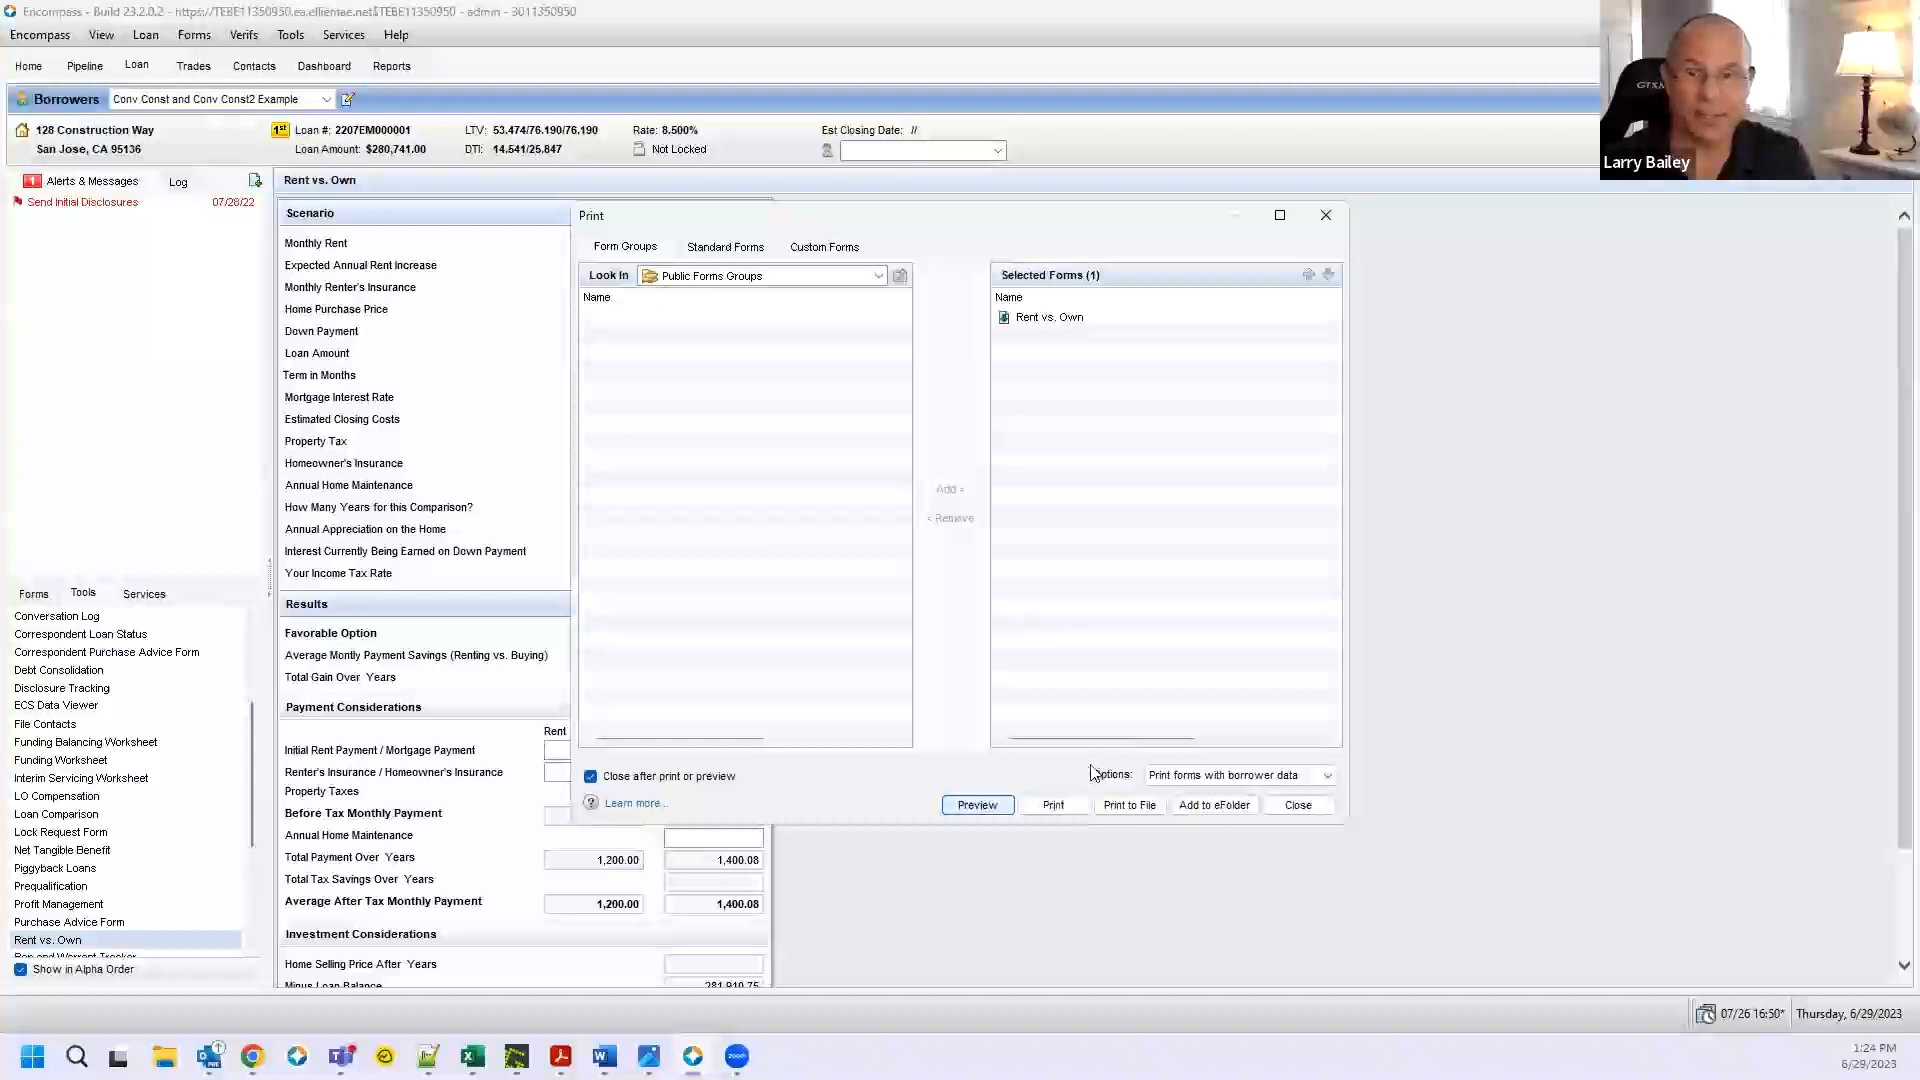 Encompass - Build 23.2.0.2 - https://TEBE11350950.ea.elliemae.net$TEBE11350950 - admin - 3011350950
Encompass View Loan Forms Verifs Tools Services Help
Home Pipeline Loan Trades Contacts Dashboard Reports
Borrowers Conv Const and Conv Const2 Example
128 Construction Way
San Jose, CA 95136
1st Loan #: 2207EM000001
Loan Amount: $280,741.00
LTV: 53.474/76.190/76.190
DTI: 14.541/25.847
Rate: 8.500%
Not Locked
Est Closing Date: //
GTX
Larry Bailey
1 Alerts & Messages Log
Send Initial Disclosures 07/28/22
Rent vs. Own
Scenario
Monthly Rent
Expected Annual Rent Increase
Monthly Renter's Insurance
Home Purchase Price
Down Payment
Loan Amount
Term in Months
Mortgage Interest Rate
Estimated Closing Costs
Property Tax
Homeowner's Insurance
Annual Home Maintenance
How Many Years for this Comparison?
Annual Appreciation on the Home
Interest Currently Being Earned on Down Payment
Your Income Tax Rate
Results
Favorable Option
Average Montly Payment Savings (Renting vs. Buying)
Total Gain Over Years
Payment Considerations
Rent
Initial Rent Payment / Mortgage Payment
Renter's Insurance / Homeowner's Insurance
Property Taxes
Before Tax Monthly Payment
Annual Home Maintenance
Total Payment Over Years 1,200.00 1,400.08
Total Tax Savings Over Years
Average After Tax Monthly Payment 1,200.00 1,400.08
Investment Considerations
Home Selling Price After Years
Minus Loan Balance 281,910.75
Print
Form Groups Standard Forms Custom Forms
Look In Public Forms Groups
Name
Add >
< Remove
Selected Forms (1)
Name
Rent vs. Own
Close after print or preview
Learn more...
Options: Print forms with borrower data
Preview Print Print to File Add to eFolder Close
Forms Tools Services
Conversation Log
Correspondent Loan Status
Correspondent Purchase Advice Form
Debt Consolidation
Disclosure Tracking
ECS Data Viewer
File Contacts
Funding Balancing Worksheet
Funding Worksheet
Interim Servicing Worksheet
LO Compensation
Loan Comparison
Lock Request Form
Net Tangible Benefit
Piggyback Loans
Prequalification
Profit Management
Purchase Advice Form
Rent vs. Own
Rep and Warrant Tracker
Show in Alpha Order
07/26 16:50* Thursday, 6/29/2023
zoom
1:24 PM
6/29/2023